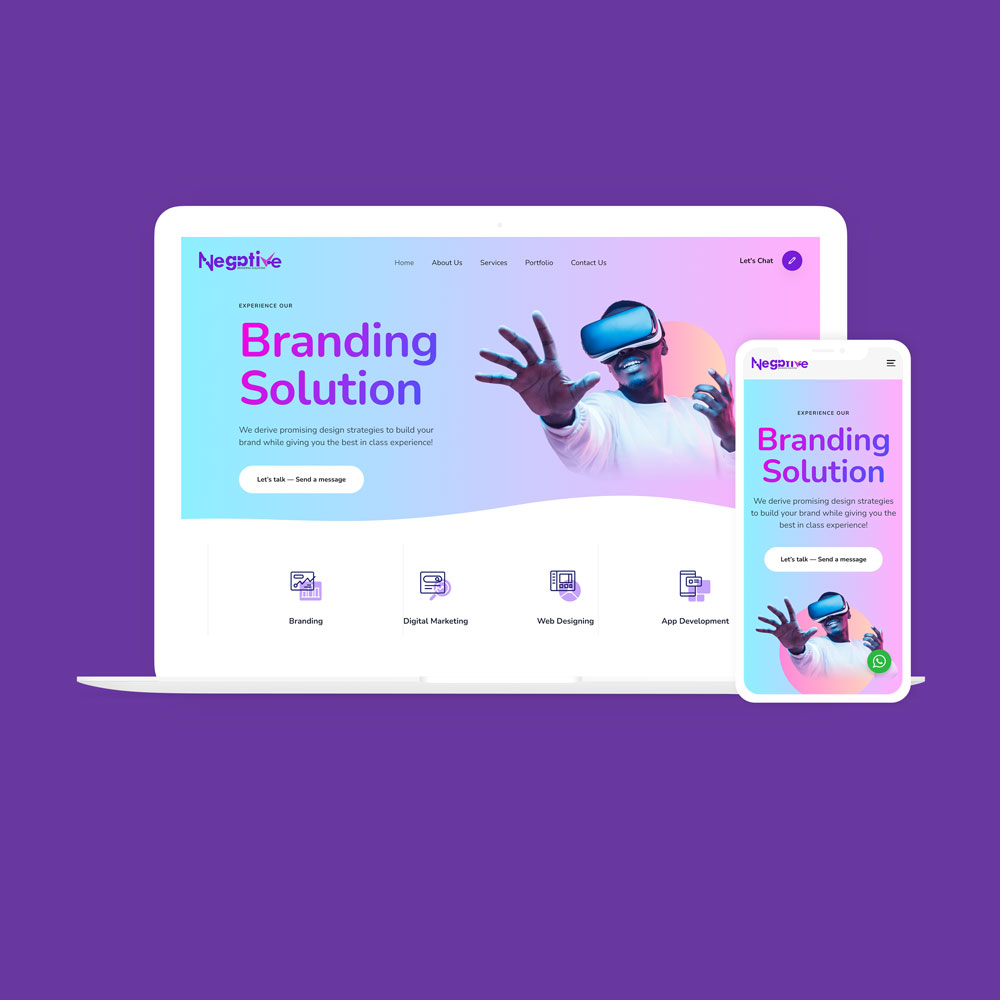 Negative
Home About Us Services Portfolio Contact Us
Let's Chat
EXPERIENCE OUR
Branding
Solution
We derive promising design strategies to build your
brand while giving you the best in class experience!
Let's talk — Send a message
Branding
Digital Marketing
Web Designing
App Development
Negative
EXPERIENCE OUR
Branding
Solution
We derive promising design strategies
to build your brand while giving you the
best in class experience!
Let's talk — Send a message